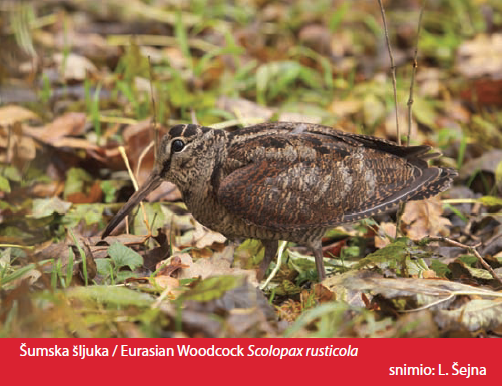 Šumska šljuka / Eurasian Woodcock Scolopax rusticola
snimio: L. Šejna